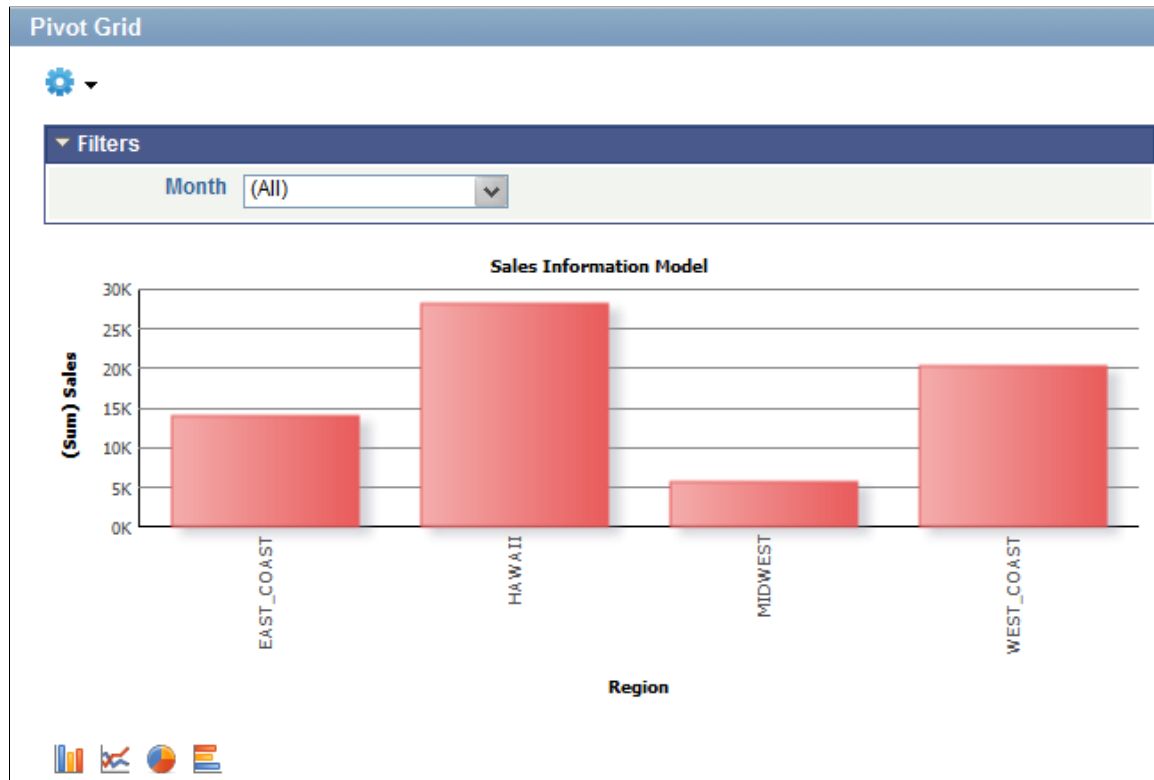 Pivot Grid
Filters
Month (All)
Sales Information Model
(Sum) Sales
30K
25K
20K
15K
10K
5K
0K
EAST_COAST
HAWAII
MIDWEST
WEST_COAST
Region